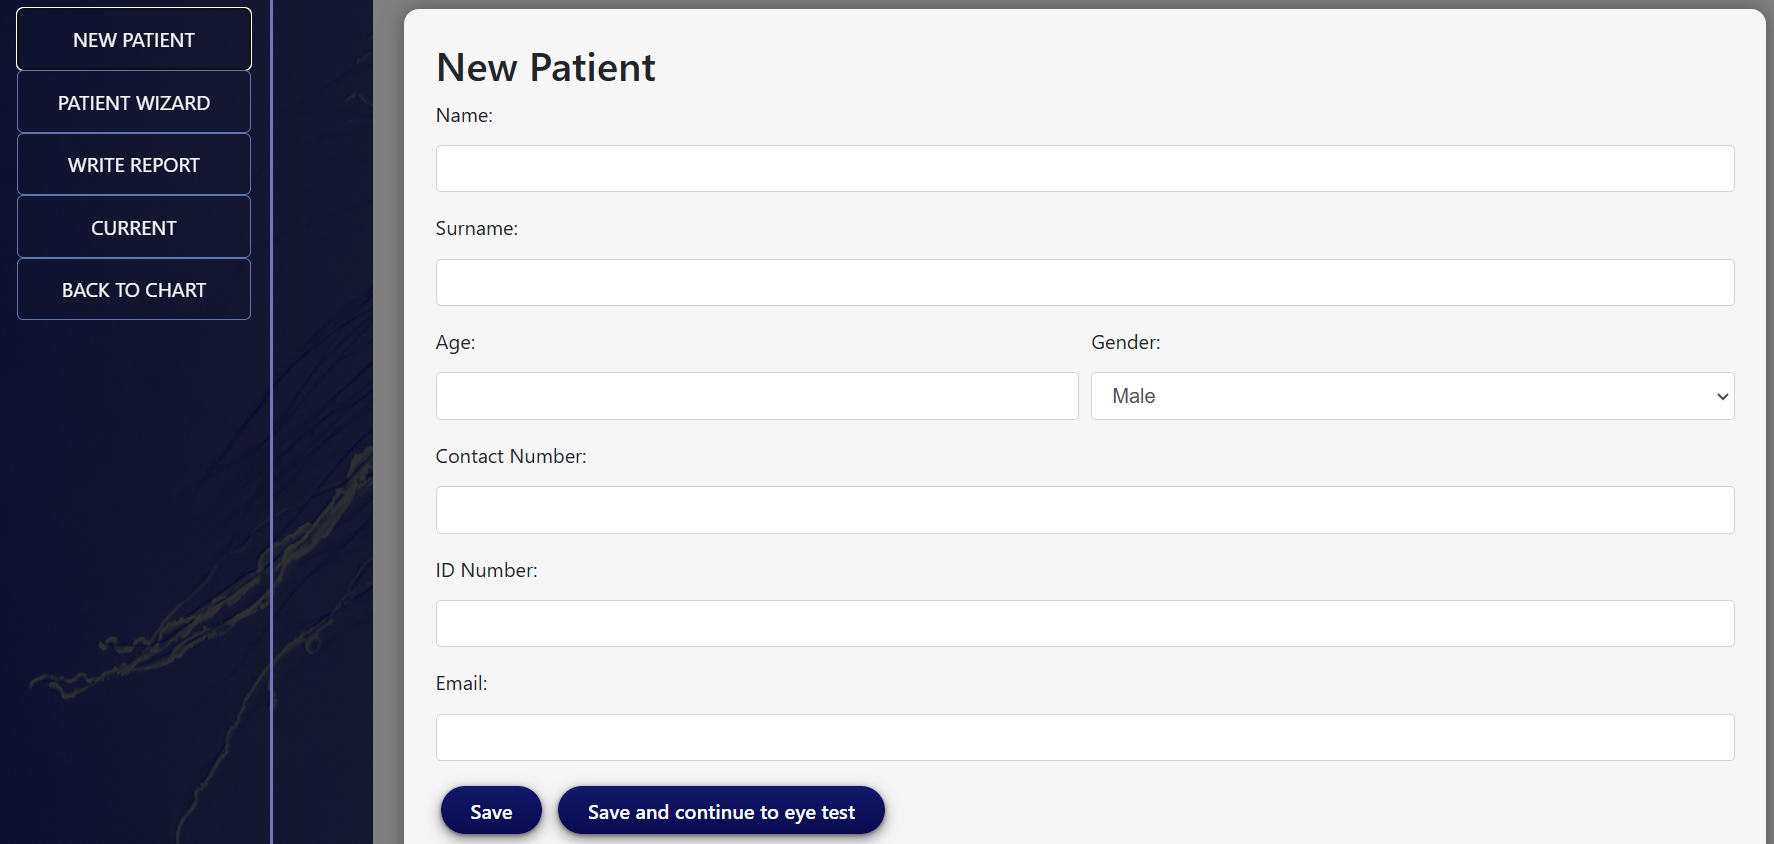 NEW PATIENT
PATIENT WIZARD
WRITE REPORT
CURRENT
BACK TO CHART
New Patient
Name:
Surname:
Age:
Gender:
Male
Contact Number:
ID Number:
Email:
Save
Save and continue to eye test